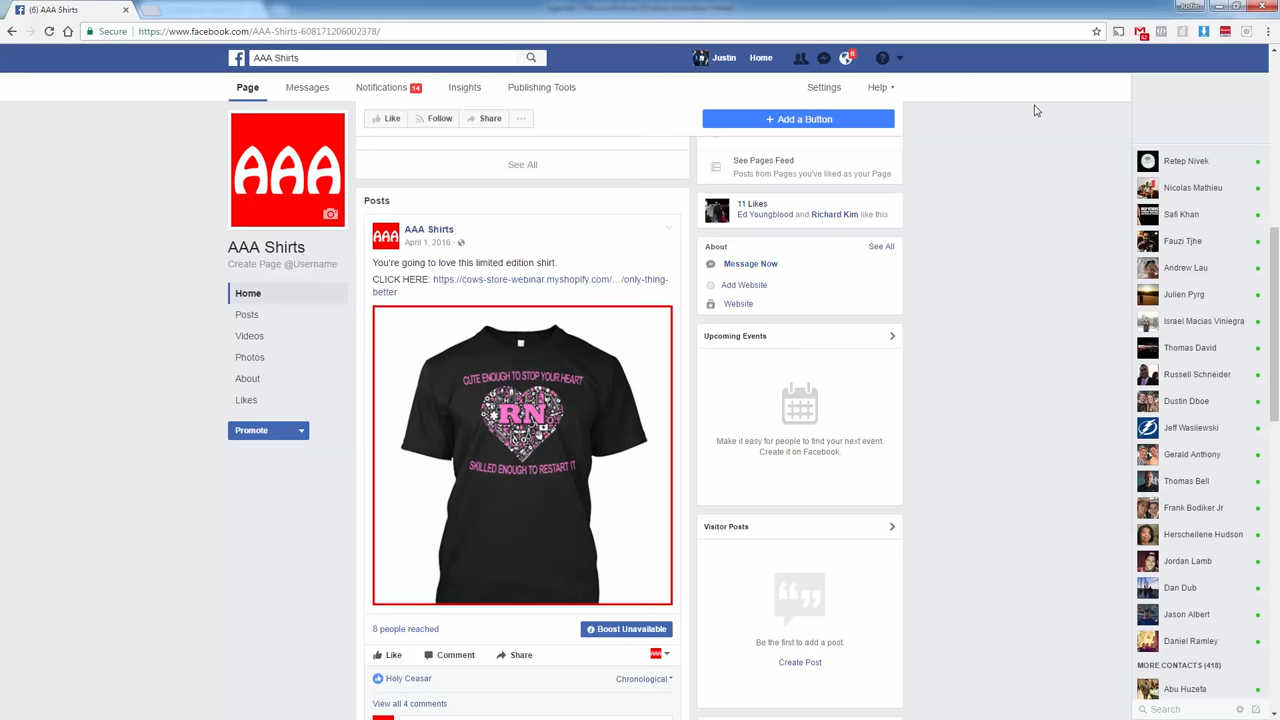 (6) AAA Shirts
Justin
Secure
https://www.facebook.com/AAA-Shirts-608171206002378/
AAA Shirts
Justin
Home
8
Page
Messages
Notifications 14
Insights
Publishing Tools
Settings
Help
Like
Follow
Share
...
+ Add a Button
AAA
AAA Shirts
Create Page @Username
Home
Posts
Videos
Photos
About
Likes
Promote
See All
Posts
AAA
AAA Shirts
April 1, 2016
You're going to love this limited edition shirt.
CLICK HERE: https://cows-store-webinar.myshopify.com/…/only-thing-
better
CUTE ENOUGH TO STOP YOUR HEART
RN
SKILLED ENOUGH TO RESTART IT
8 people reached
Boost Unavailable
Like
Comment
Share
AAA
Holy Ceasar
Chronological
View all 4 comments
See Pages Feed
Posts from Pages you've liked as your Page
11 Likes
Ed Youngblood and Richard Kim like this
About
See All
Message Now
Add Website
Website
Upcoming Events
Make it easy for people to find your next event.
Create it on Facebook.
Visitor Posts
Be the first to add a post.
Create Post
Retep Nivek
Nicolas Mathieu
Safi Khan
Fauzi Tjhe
Andrew Lau
Julien Pyrg
Israel Macias Viniegra
Thomas David
Russell Schneider
Dustin Dboe
Jeff Wasilewski
Gerald Anthony
Thomas Bell
Frank Bodiker Jr
Herschellene Hudson
Jordan Lamb
Dan Dub
Jason Albert
Daniel Ramley
MORE CONTACTS (418)
Abu Huzefa
Search